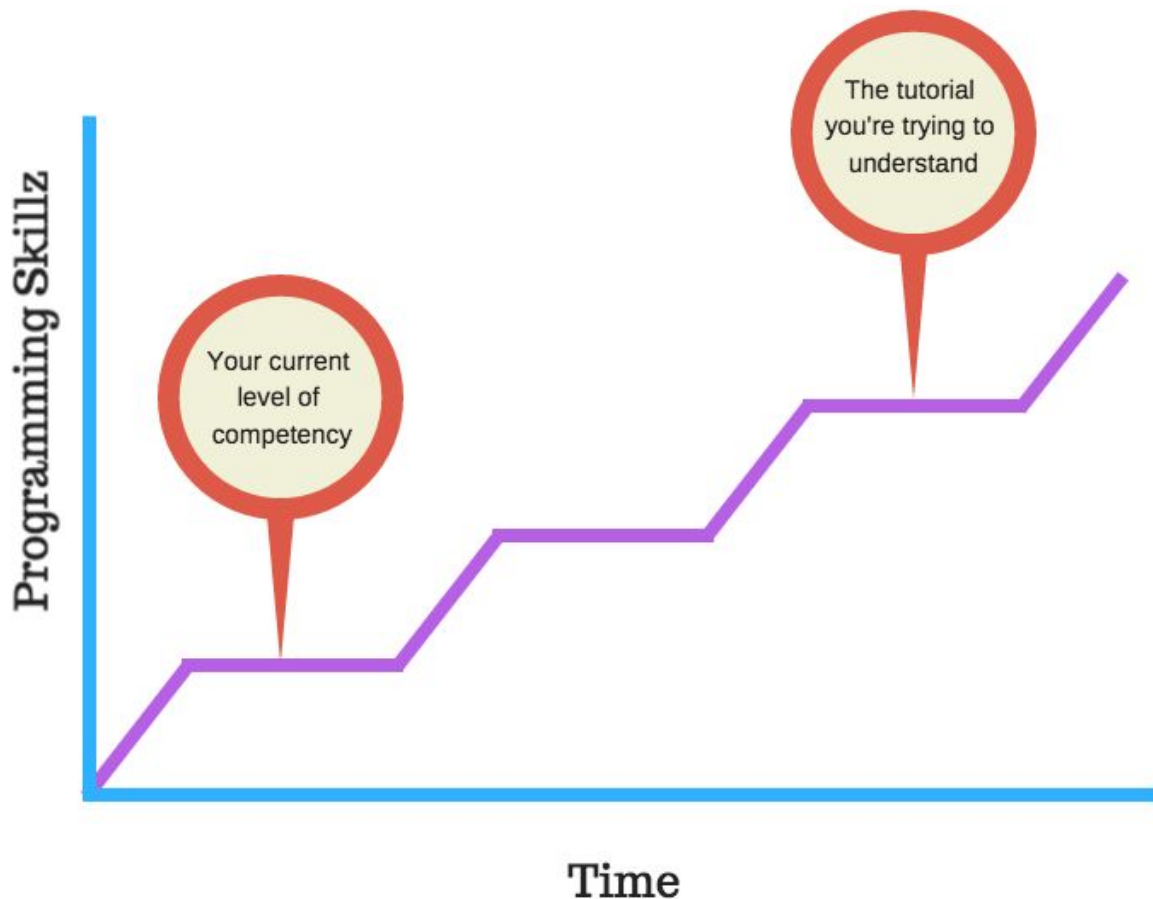 The tutorial
you're trying to
understand
Programming Skillz
Your current
level of
competency
Time